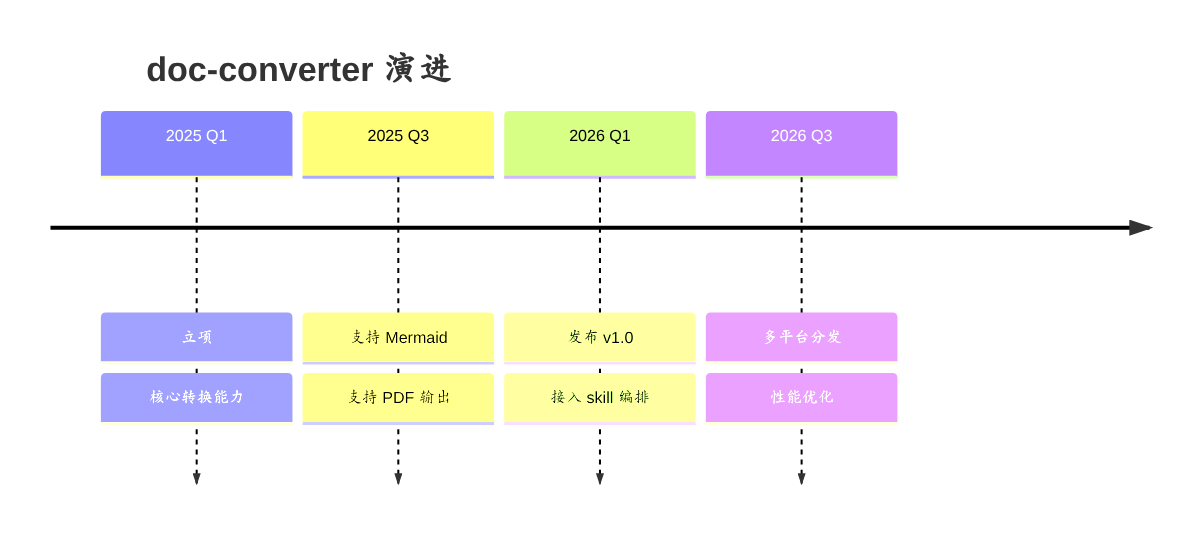 doc-converter 演进
2025 Q1
2025 Q3
2026 Q1
2026 Q3
立项
支持 Mermaid
发布 v1.0
多平台分发
核心转换能力
支持 PDF 输出
接入 skill 编排
性能优化